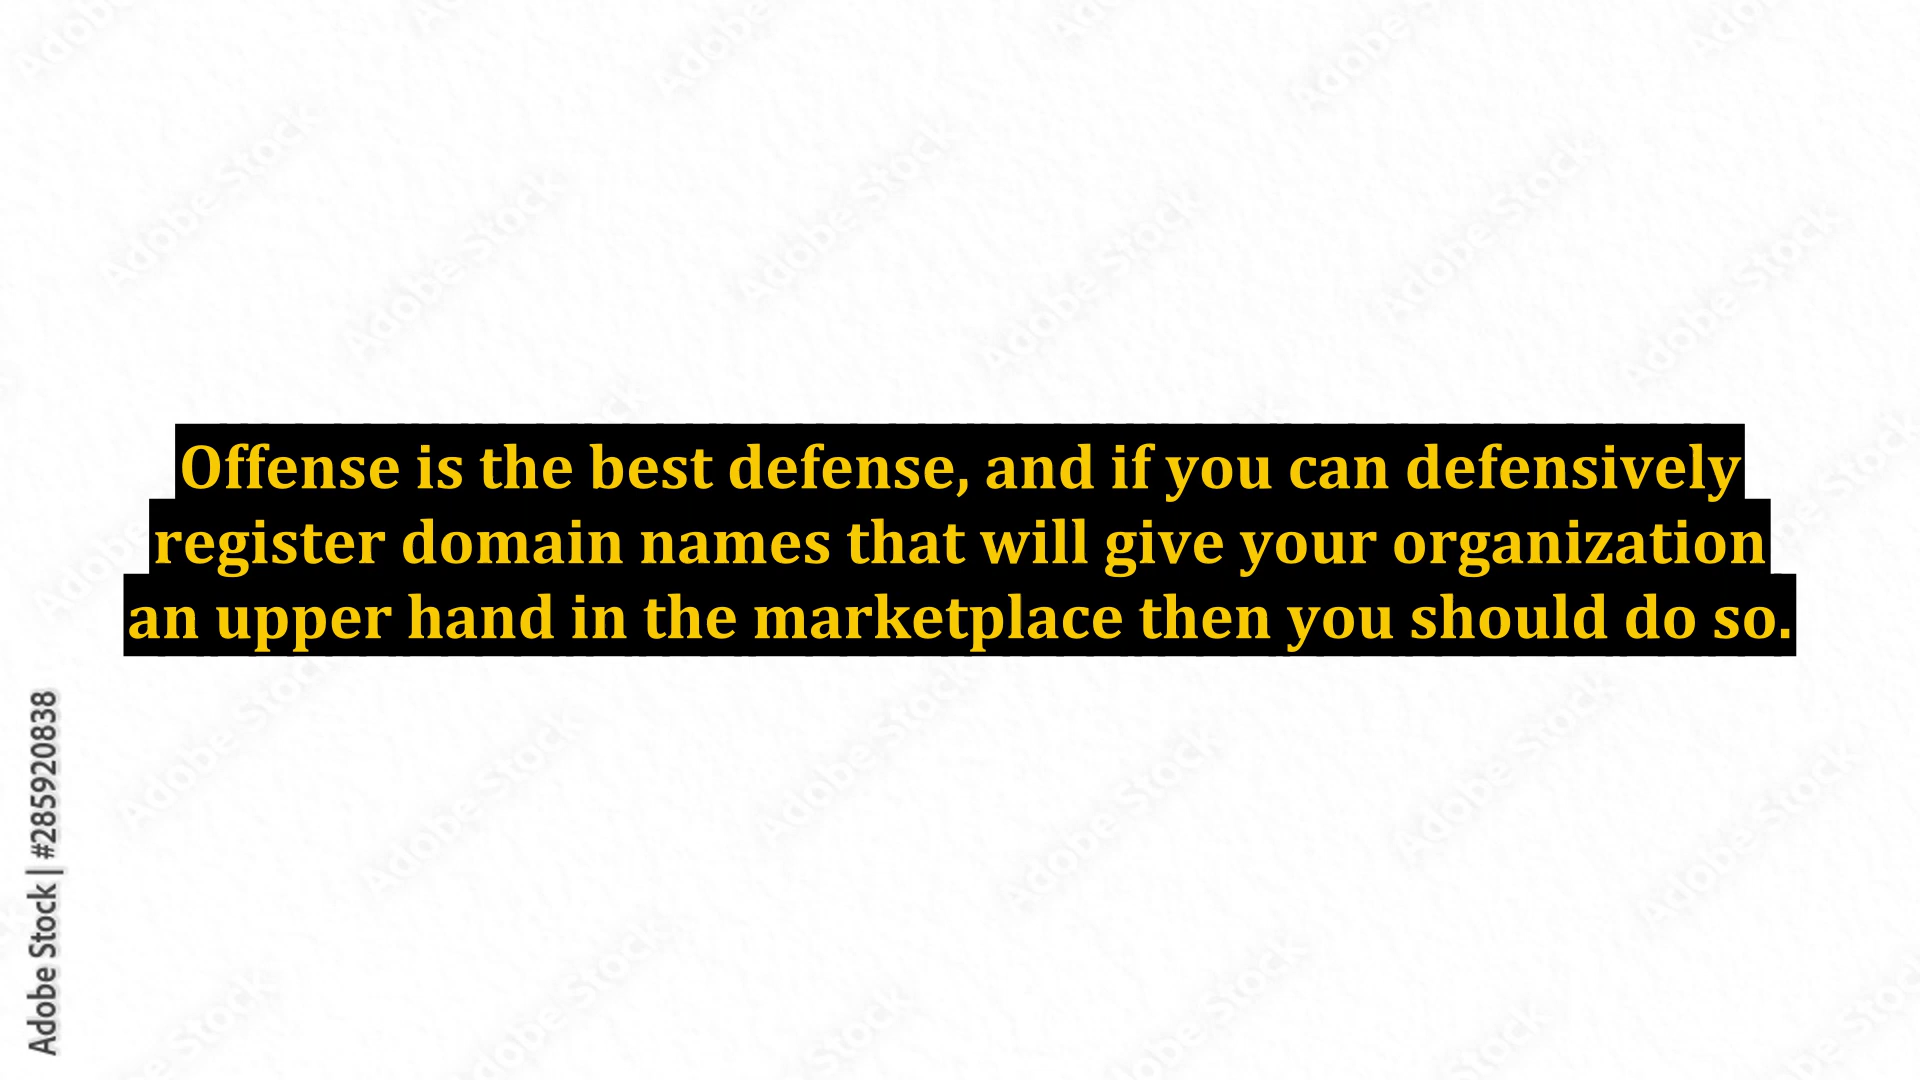 Offense is the best defense, and if you can defensively
register domain names that will give your organization
an upper hand in the marketplace then you should do so.
Adobe Stock | #285920838